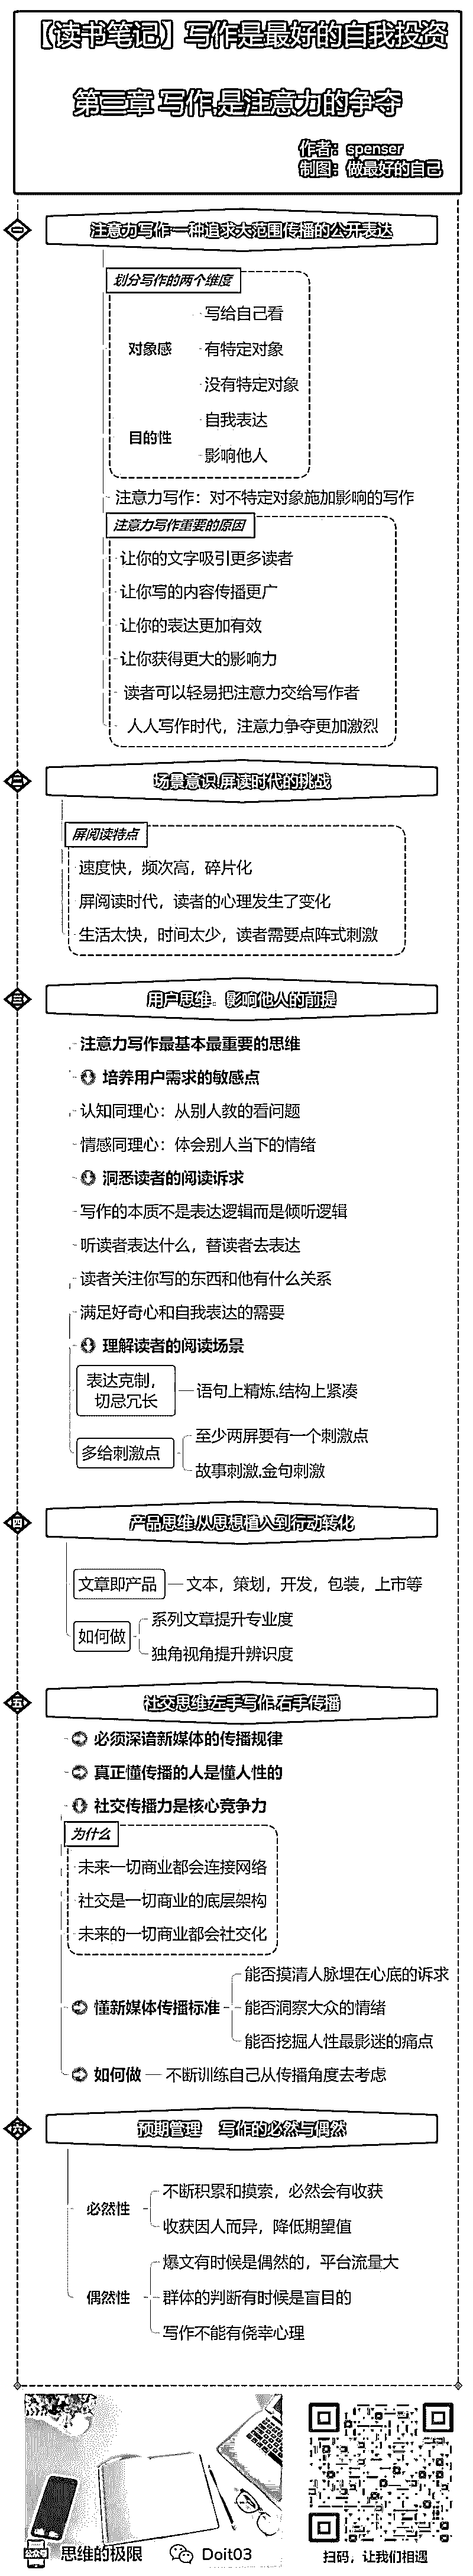 【读书笔记】写作是最好的自我投资
第三章 写作,是注意力的争夺
作者：spenser
制图：做最好的自己
一
注意力写作一种追求大范围传播的公开表达
划分写作的两个维度
对象感
写给自己看
有特定对象
没有特定对象
目的性
自我表达
影响他人
注意力写作：对不特定对象施加影响的写作
注意力写作重要的原因
让你的文字吸引更多读者
让你写的内容传播更广
让你的表达更加有效
让你获得更大的影响力
读者可以轻易把注意力交给写作者
人人写作时代，注意力争夺更加激烈
二
场景意识,屏读时代的挑战
屏阅读特点
速度快，频次高，碎片化
屏阅读时代，读者的心理发生了变化
生活太快，时间太少，读者需要点阵式刺激
三
用户思维。影响他人的前提
注意力写作最基本最重要的思维
培养用户需求的敏感点
认知同理心：从别人教的看问题
情感同理心：体会别人当下的情绪
洞悉读者的阅读诉求
写作的本质不是表达逻辑而是倾听逻辑
听读者表达什么，替读者去表达
读者关注你写的东西和他有什么关系
满足好奇心和自我表达的需要
理解读者的阅读场景
表达克制，
切忌冗长
语句上精炼,结构上紧凑
多给刺激点
至少两屏要有一个刺激点
故事刺激,金句刺激
四
产品思维,从思想植入到行动转化
文章即产品
文本，策划，开发，包装，上市等
如何做
系列文章提升专业度
独角视角提升辨识度
五
社交思维,左手写作,右手传播
必须深谙新媒体的传播规律
真正懂传播的人是懂人性的
社交传播力是核心竞争力
为什么
未来一切商业都会连接网络
社交是一切商业的底层架构
未来的一切商业都会社交化
懂新媒体传播标准
能否摸清人脉埋在心底的诉求
能否洞察大众的情绪
能否挖掘人性最影迷的痛点
如何做
不断训练自己从传播角度去考虑
六
预期管理 写作的必然与偶然
必然性
不断积累和摸索，必然会有收获
收获因人而异，降低期望值
偶然性
爆文有时候是偶然的，平台流量大
群体的判断有时候是盲目的
写作不能有侥幸心理
思维的极限
Doit03
扫码，让我们相遇